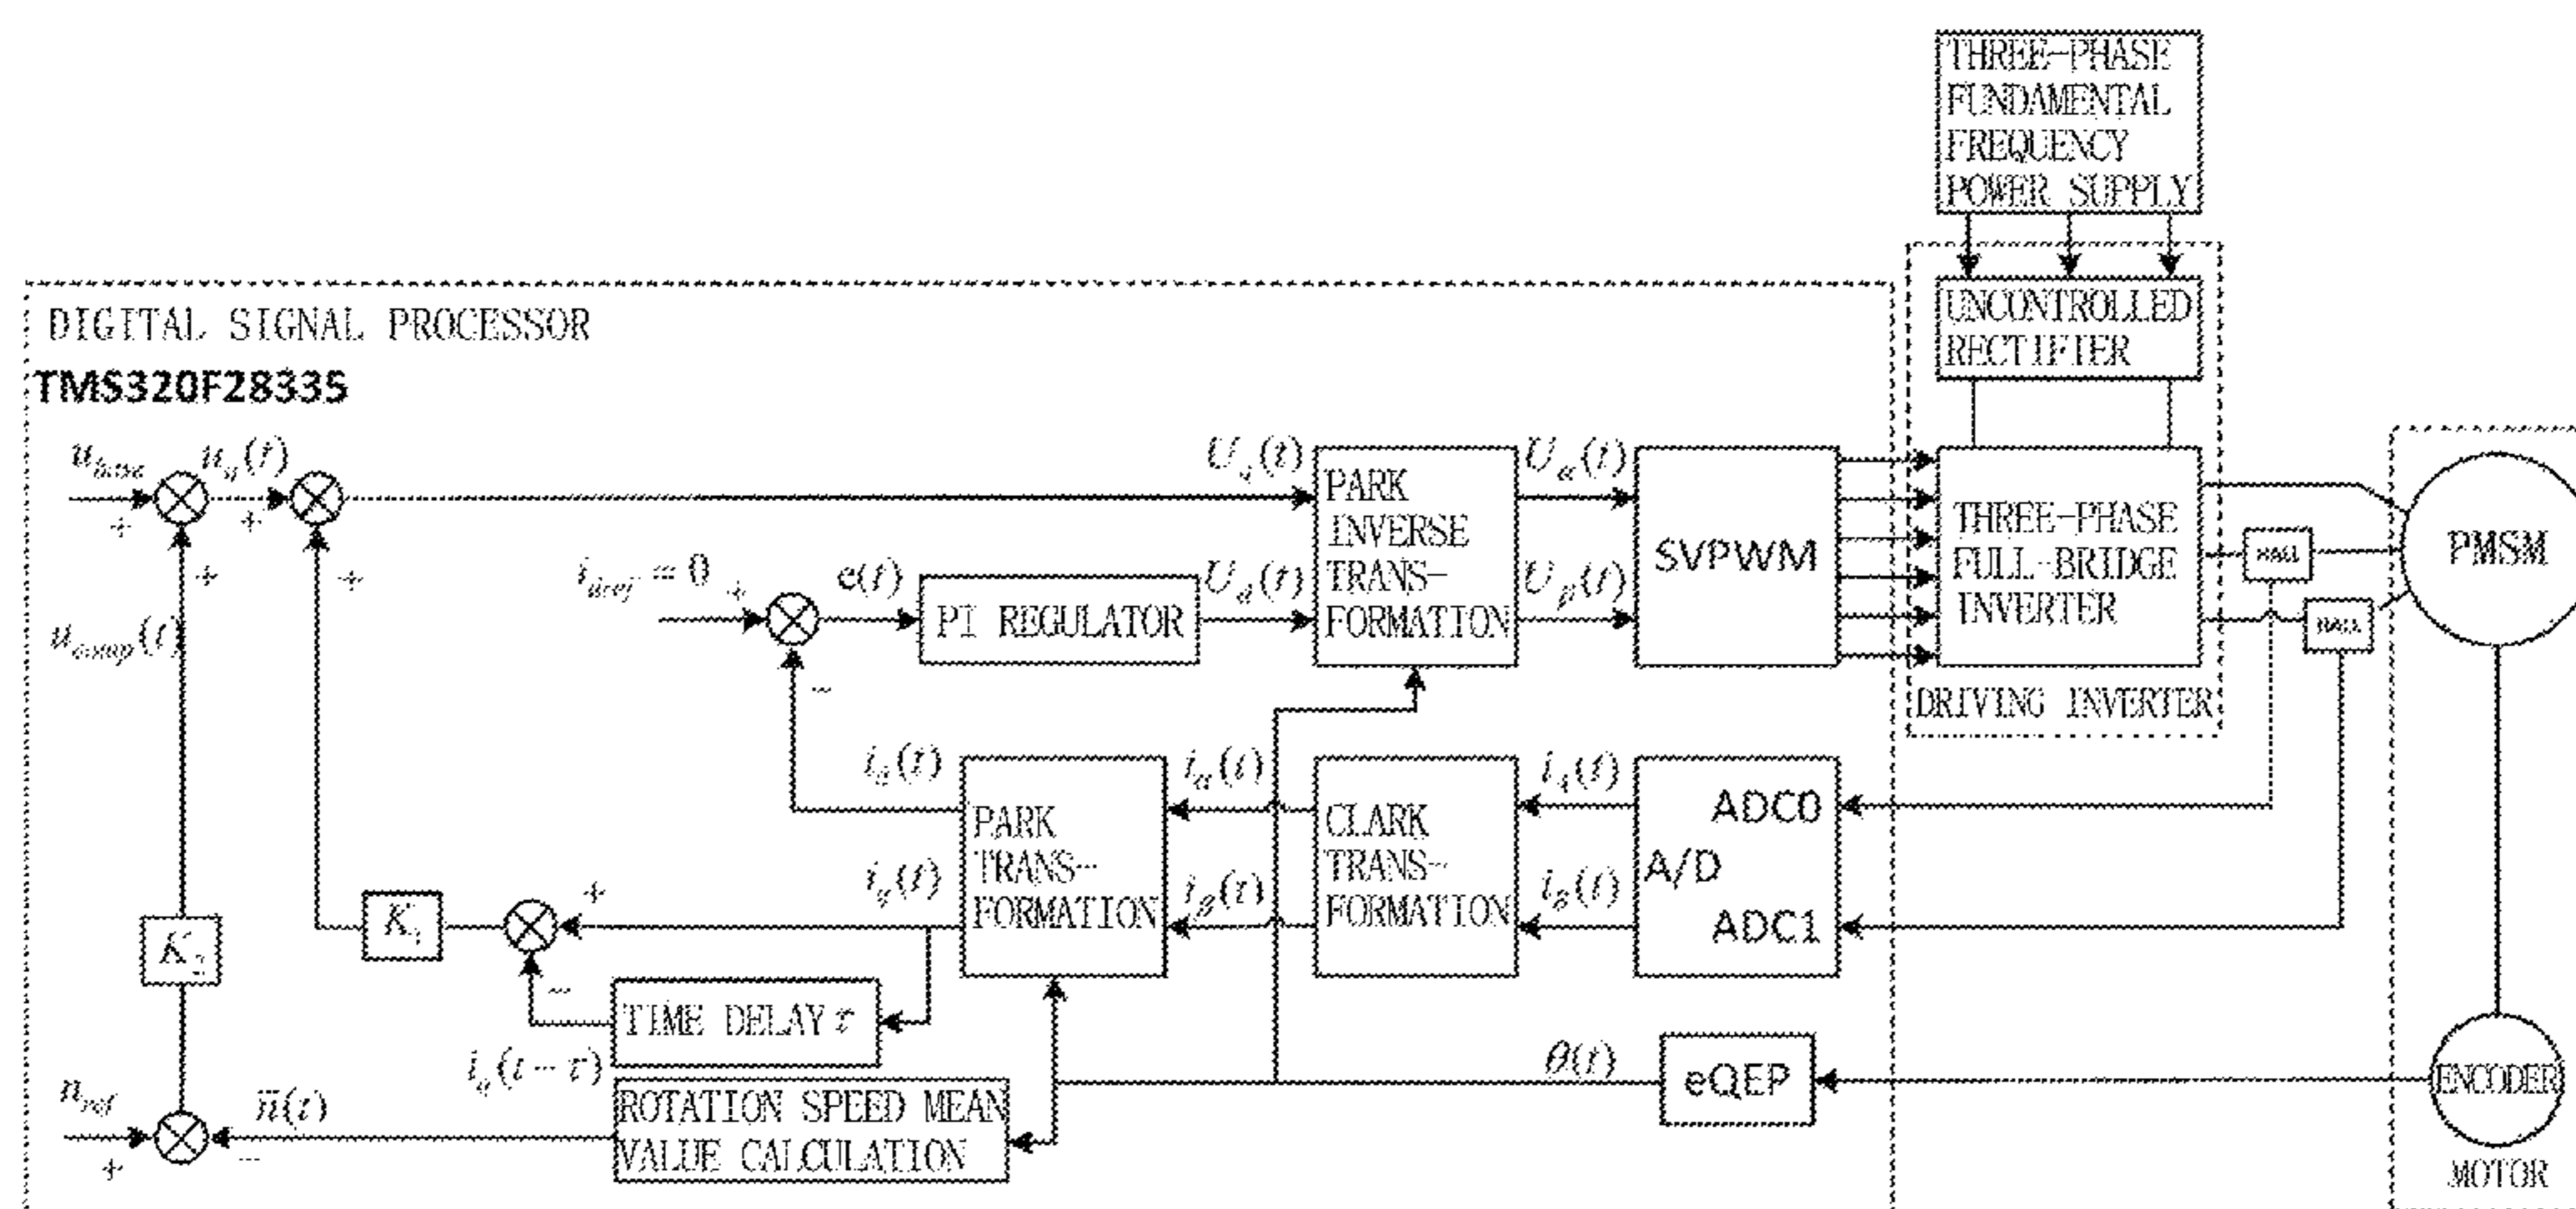 THREE-PHASE
FUNDAMENTAL
FREQUENCY
POWER SUPPLY
UNCONTROLLED
RECTIFIER
DIGITAL SIGNAL PROCESSOR
TMS320F28335
u_base
u_q(t)
U_q(t)
U_α(t)
+
+
+
+
u_comp(t)
i_dref = 0
+
e(t)
PI REGULATOR
U_d(t)
PARK
INVERSE
TRANS-
FORMATION
U_β(t)
SVPWM
THREE-PHASE
FULL-BRIDGE
INVERTER
HALL
HALL
PMSM
DRIVING INVERTER
-
i_d(t)
i_q(t)
PARK
TRANS-
FORMATION
i_α(t)
i_β(t)
CLARK
TRANS-
FORMATION
i_A(t)
i_B(t)
ADC0
A/D
ADC1
K_2
K_1
+
-
TIME DELAY τ
i_q(t-τ)
n_ref
+
-
n̅(t)
ROTATION SPEED MEAN
VALUE CALCULATION
θ(t)
eQEP
ENCODER
MOTOR